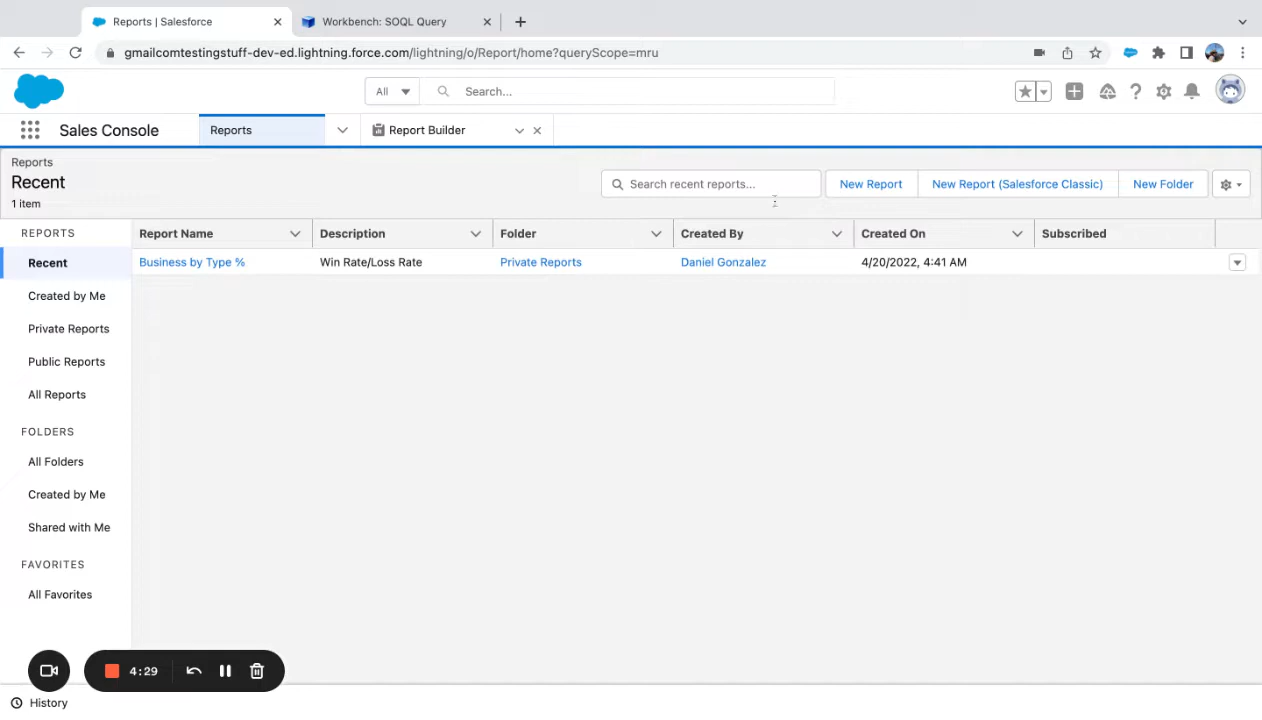 Reports | Salesforce
Workbench: SOQL Query
gmailcomtestingstuff-dev-ed.lightning.force.com/lightning/o/Report/home?queryScope=mru
All
Search...
Sales Console
Reports
Report Builder
Reports
Recent
1 item
Search recent reports...
New Report
New Report (Salesforce Classic)
New Folder
REPORTS
Report Name
Description
Folder
Created By
Created On
Subscribed
Recent
Business by Type %
Win Rate/Loss Rate
Private Reports
Daniel Gonzalez
4/20/2022, 4:41 AM
Created by Me
Private Reports
Public Reports
All Reports
FOLDERS
All Folders
Created by Me
Shared with Me
FAVORITES
All Favorites
4:29
History